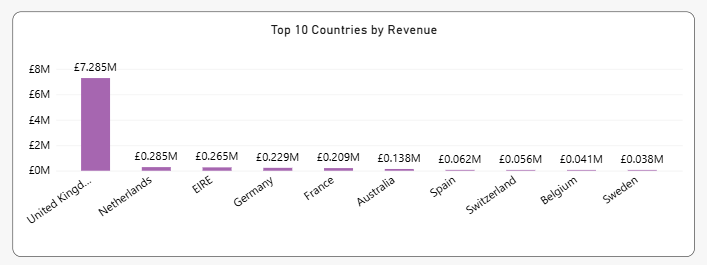 Top 10 Countries by Revenue
£8M
£6M
£4M
£2M
£0M
£7.285M
£0.285M
£0.265M
£0.229M
£0.209M
£0.138M
£0.062M
£0.056M
£0.041M
£0.038M
United Kingd...
Netherlands
EIRE
Germany
France
Australia
Spain
Switzerland
Belgium
Sweden